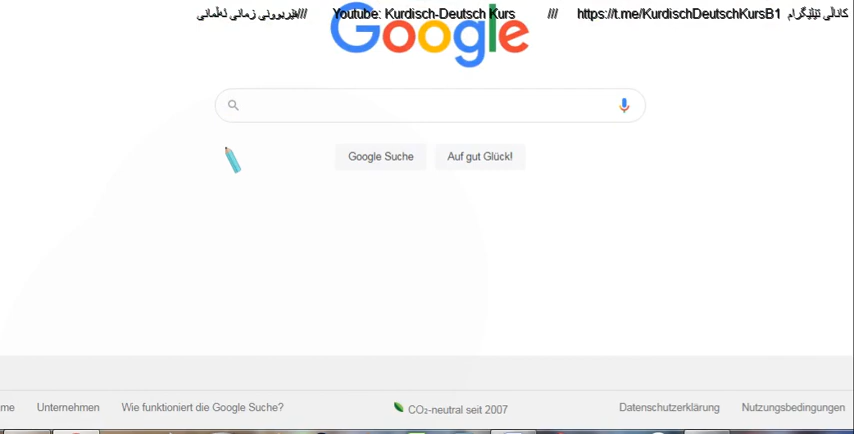 فێربوونی زمانی ئەڵمانی /// Youtube: Kurdisch-Deutsch Kurs /// https://t.me/KurdischDeutschKursB1 کاناڵی تێلیگرام
Google
Google Suche Auf gut Glück!
me Unternehmen Wie funktioniert die Google Suche? CO₂-neutral seit 2007 Datenschutzerklärung Nutzungsbedingungen